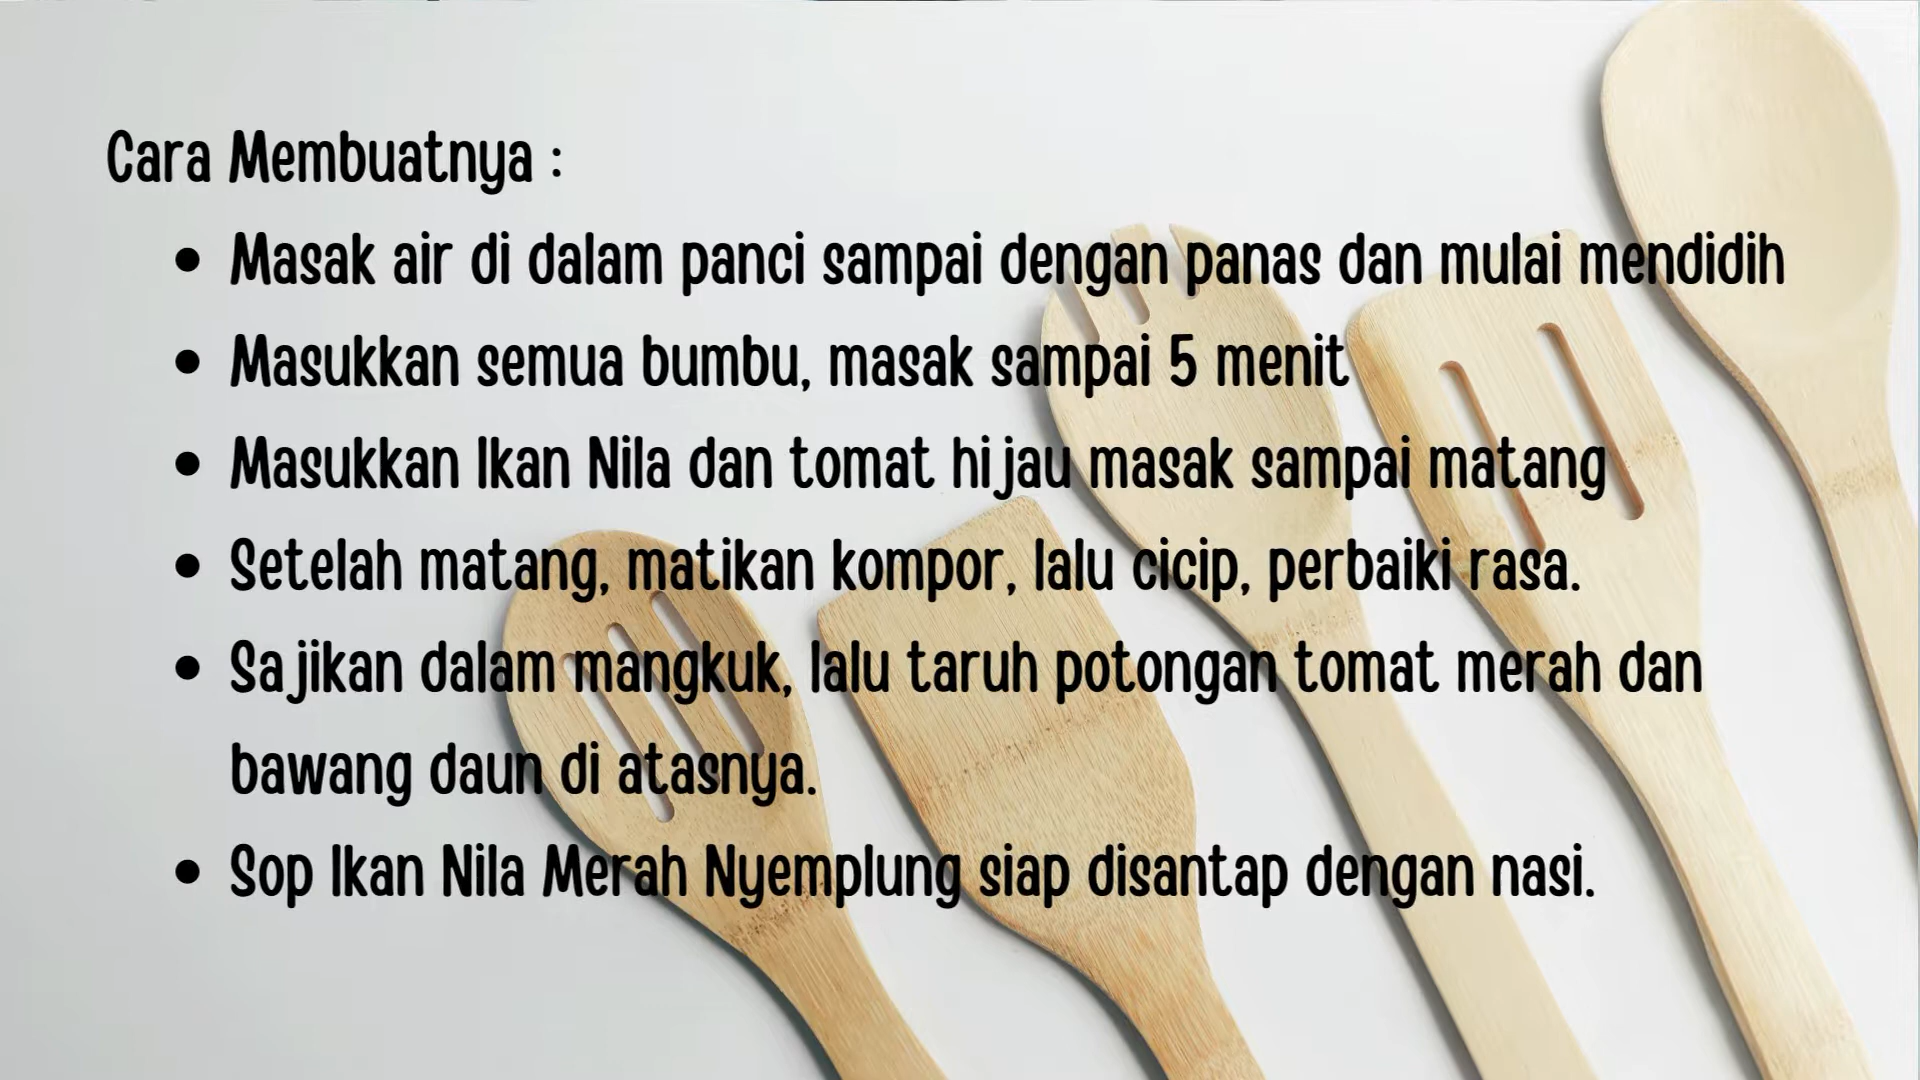 Cara Membuatnya :
• Masak air di dalam panci sampai dengan panas dan mulai mendidih
• Masukkan semua bumbu, masak sampai 5 menit
• Masukkan Ikan Nila dan tomat hijau masak sampai matang
• Setelah matang, matikan kompor, lalu cicip, perbaiki rasa.
• Sajikan dalam mangkuk, lalu taruh potongan tomat merah dan
bawang daun di atasnya.
• Sop Ikan Nila Merah Nyemplung siap disantap dengan nasi.